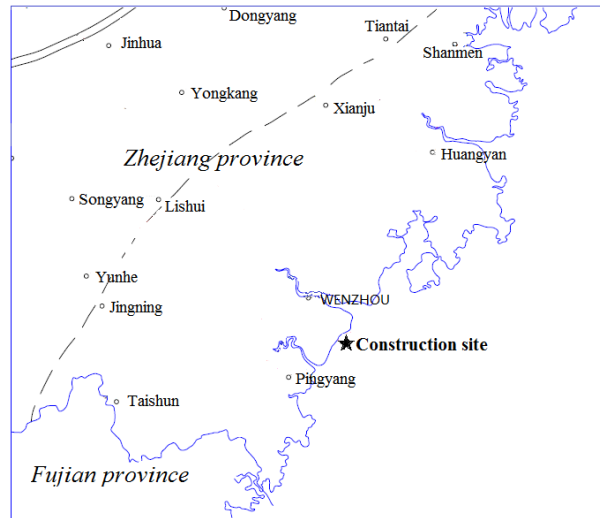 Dongyang
Tiantai
Jinhua
Shanmen
Yongkang
Xianju
Zhejiang province
Huangyan
Songyang
Lishui
Yunhe
WENZHOU
Jingning
Construction site
Pingyang
Taishun
Fujian province